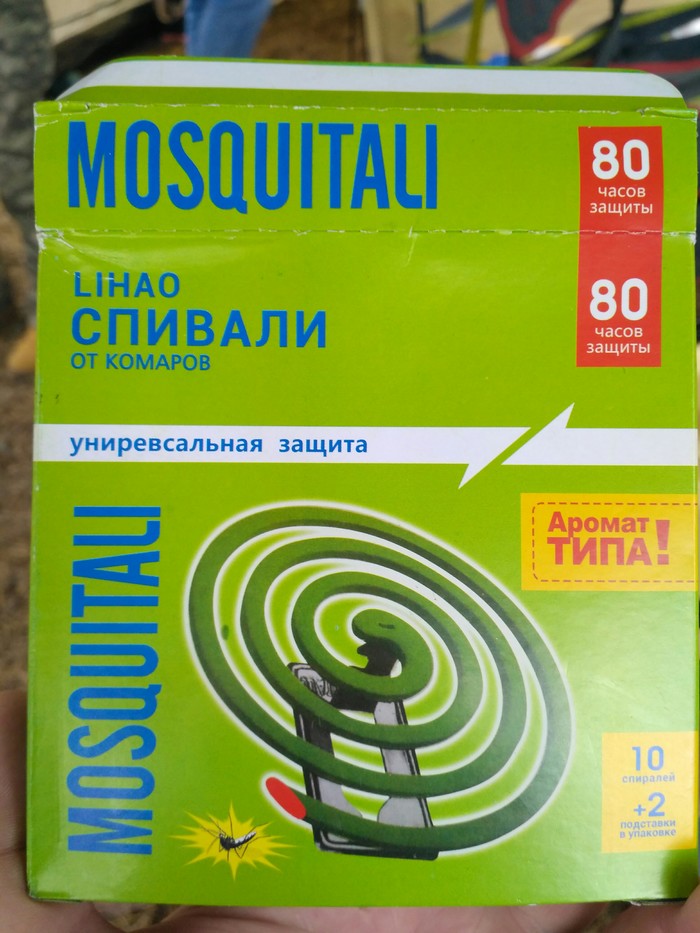 MOSQUITALI
80
часов
защиты
LIHAO
СПИВАЛИ
ОТ КОМАРОВ
80
часов
защиты
униревсальная защита
Аромат
ТИПА!
MOSQUITALI
10
спиралей
+2
подставки
в упаковке